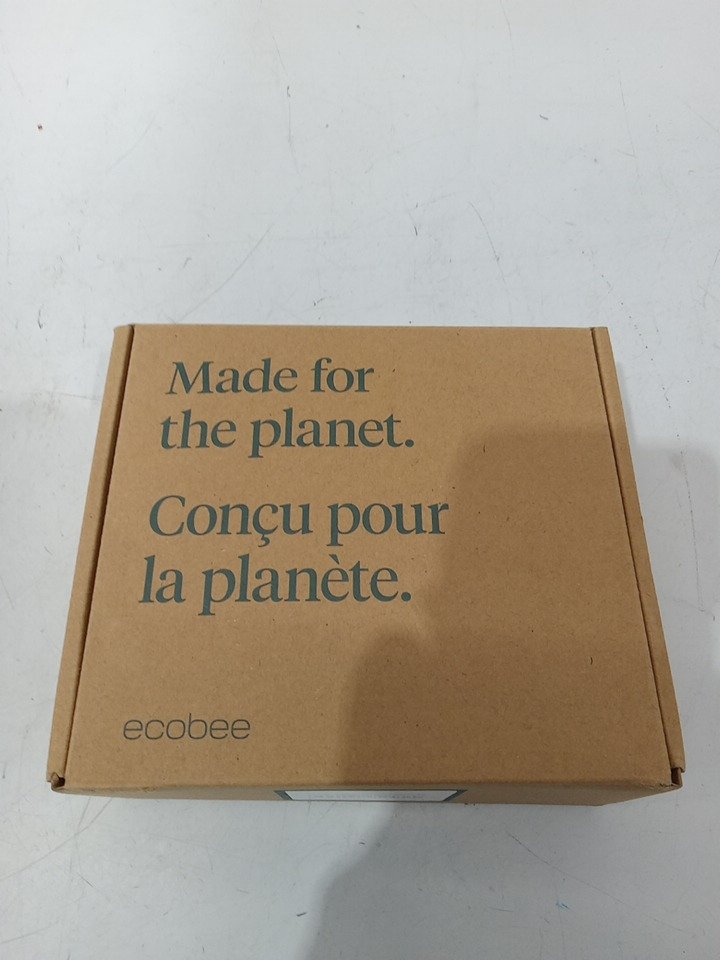 Made for
the planet.
Conçu pour
la planète.
ecobee